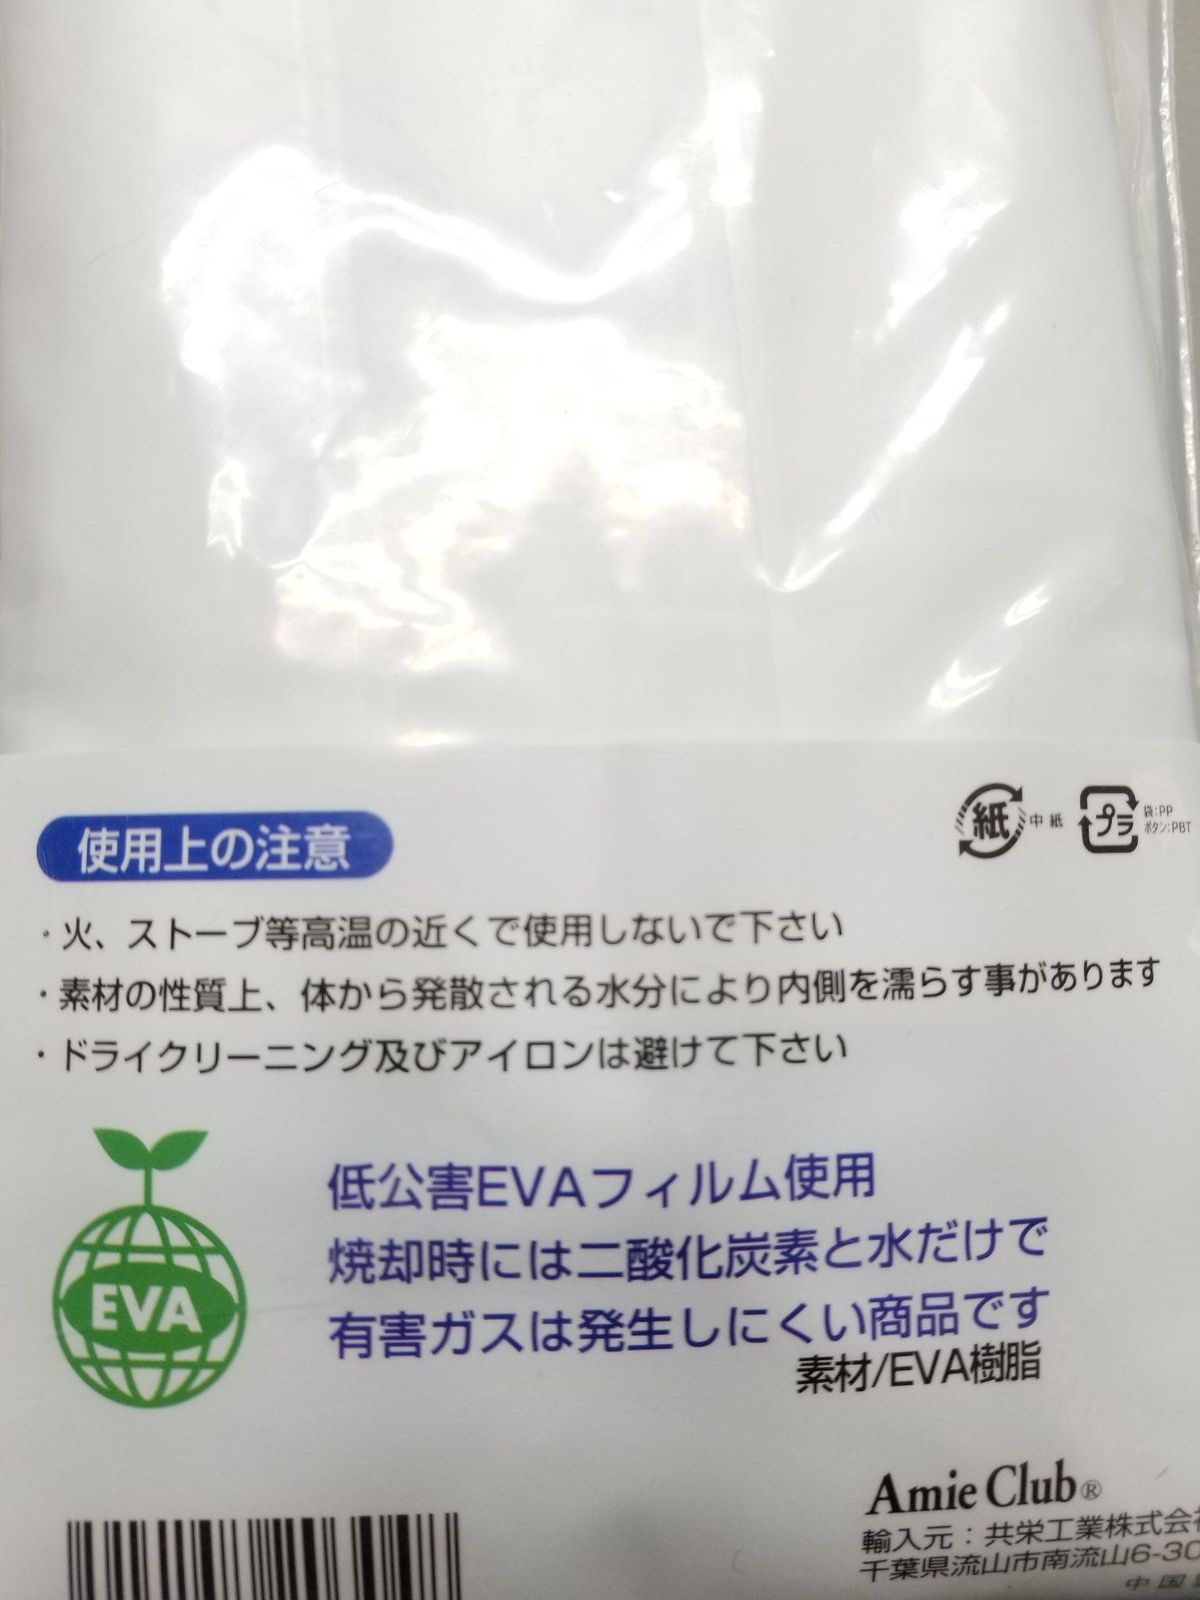 紙
中紙
プラ
袋:PP
ボタン:PBT
使用上の注意
・火、ストーブ等高温の近くで使用しないで下さい
・素材の性質上、体から発散される水分により内側を濡らす事があります
・ドライクリーニング及びアイロンは避けて下さい
EVA
低公害EVAフィルム使用
焼却時には二酸化炭素と水だけで
有害ガスは発生しにくい商品です
素材/EVA樹脂
Amie Club®
輸入元:共栄工業株式会
千葉県流山市南流山6-30
中国